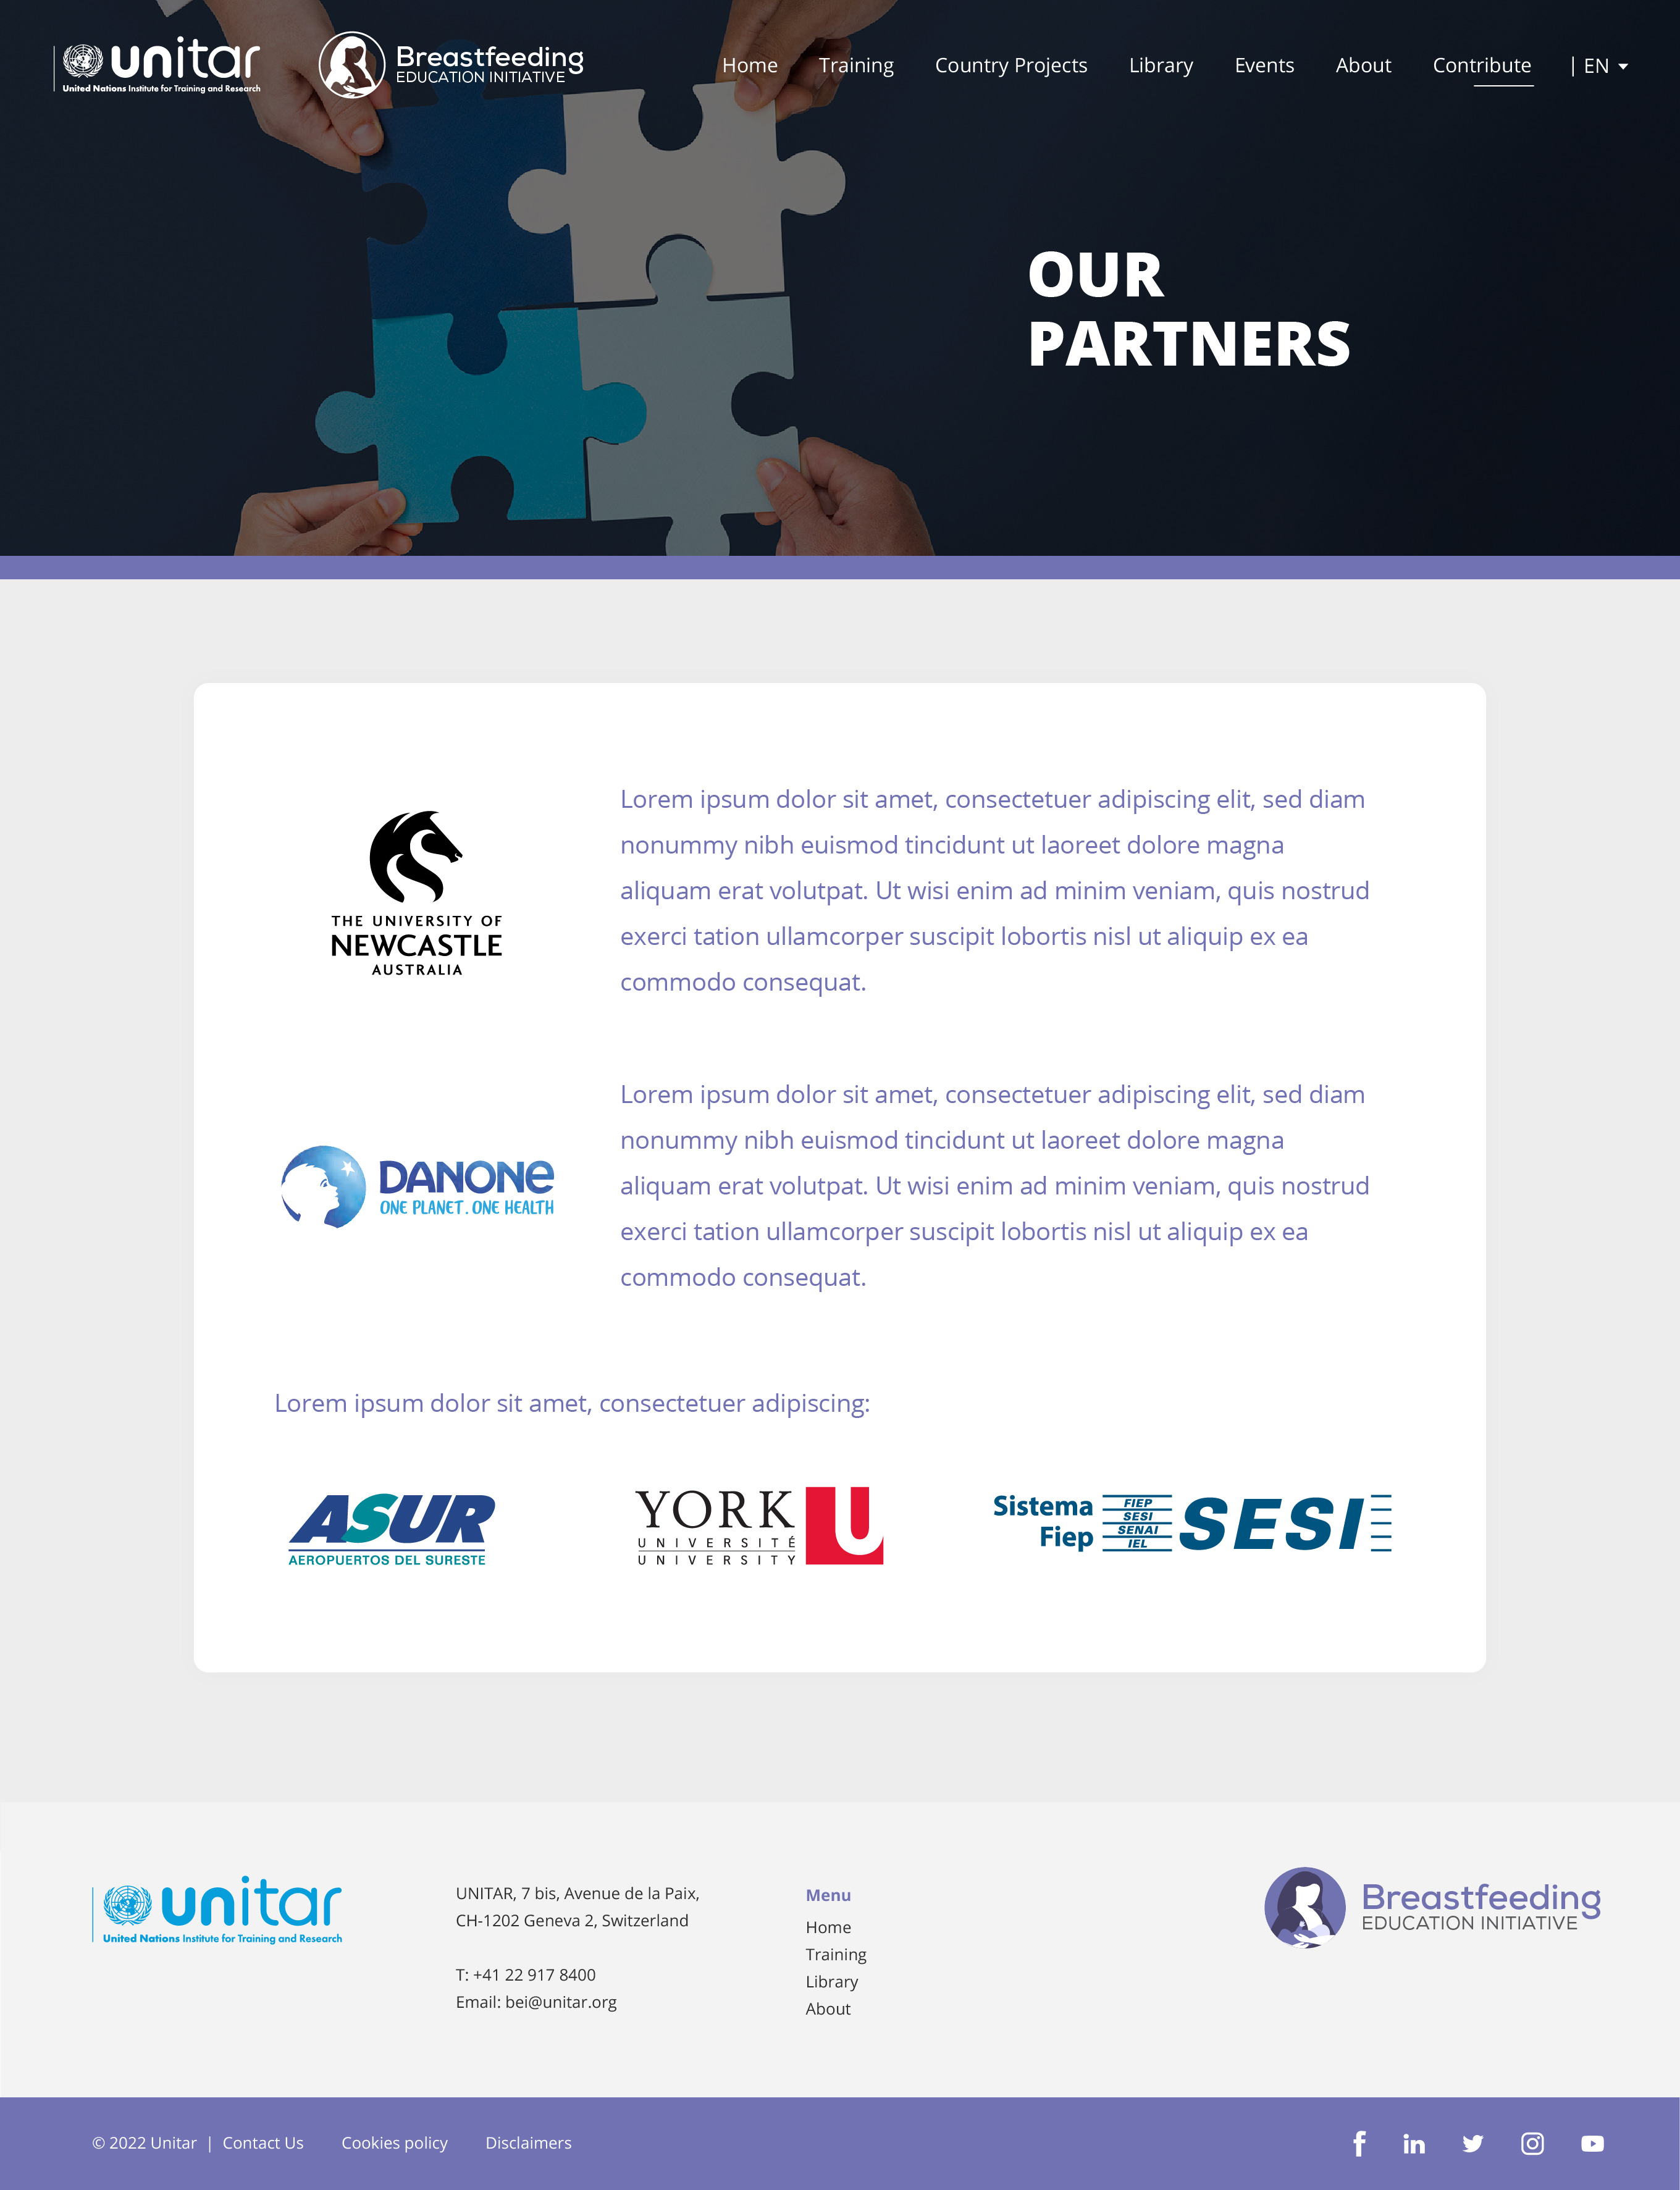 unitar
United Nations Institute for Training and Research
Breastfeeding
EDUCATION INITIATIVE
Home Training Country Projects Library Events About Contribute | EN
OUR
PARTNERS
THE UNIVERSITY OF
NEWCASTLE
AUSTRALIA
Lorem ipsum dolor sit amet, consectetuer adipiscing elit, sed diam
nonummy nibh euismod tincidunt ut laoreet dolore magna
aliquam erat volutpat. Ut wisi enim ad minim veniam, quis nostrud
exerci tation ullamcorper suscipit lobortis nisl ut aliquip ex ea
commodo consequat.
DANONE
ONE PLANET. ONE HEALTH
Lorem ipsum dolor sit amet, consectetuer adipiscing elit, sed diam
nonummy nibh euismod tincidunt ut laoreet dolore magna
aliquam erat volutpat. Ut wisi enim ad minim veniam, quis nostrud
exerci tation ullamcorper suscipit lobortis nisl ut aliquip ex ea
commodo consequat.
Lorem ipsum dolor sit amet, consectetuer adipiscing:
ASUR
AEROPUERTOS DEL SURESTE
YORK U
UNIVERSITÉ
UNIVERSITY
Sistema
Fiep
FIEP
SESI
SENAI
IEL
SESI
unitar
United Nations Institute for Training and Research
UNITAR, 7 bis, Avenue de la Paix,
CH-1202 Geneva 2, Switzerland
T: +41 22 917 8400
Email: bei@unitar.org
Menu
Home
Training
Library
About
Breastfeeding
EDUCATION INITIATIVE
© 2022 Unitar | Contact Us Cookies policy Disclaimers